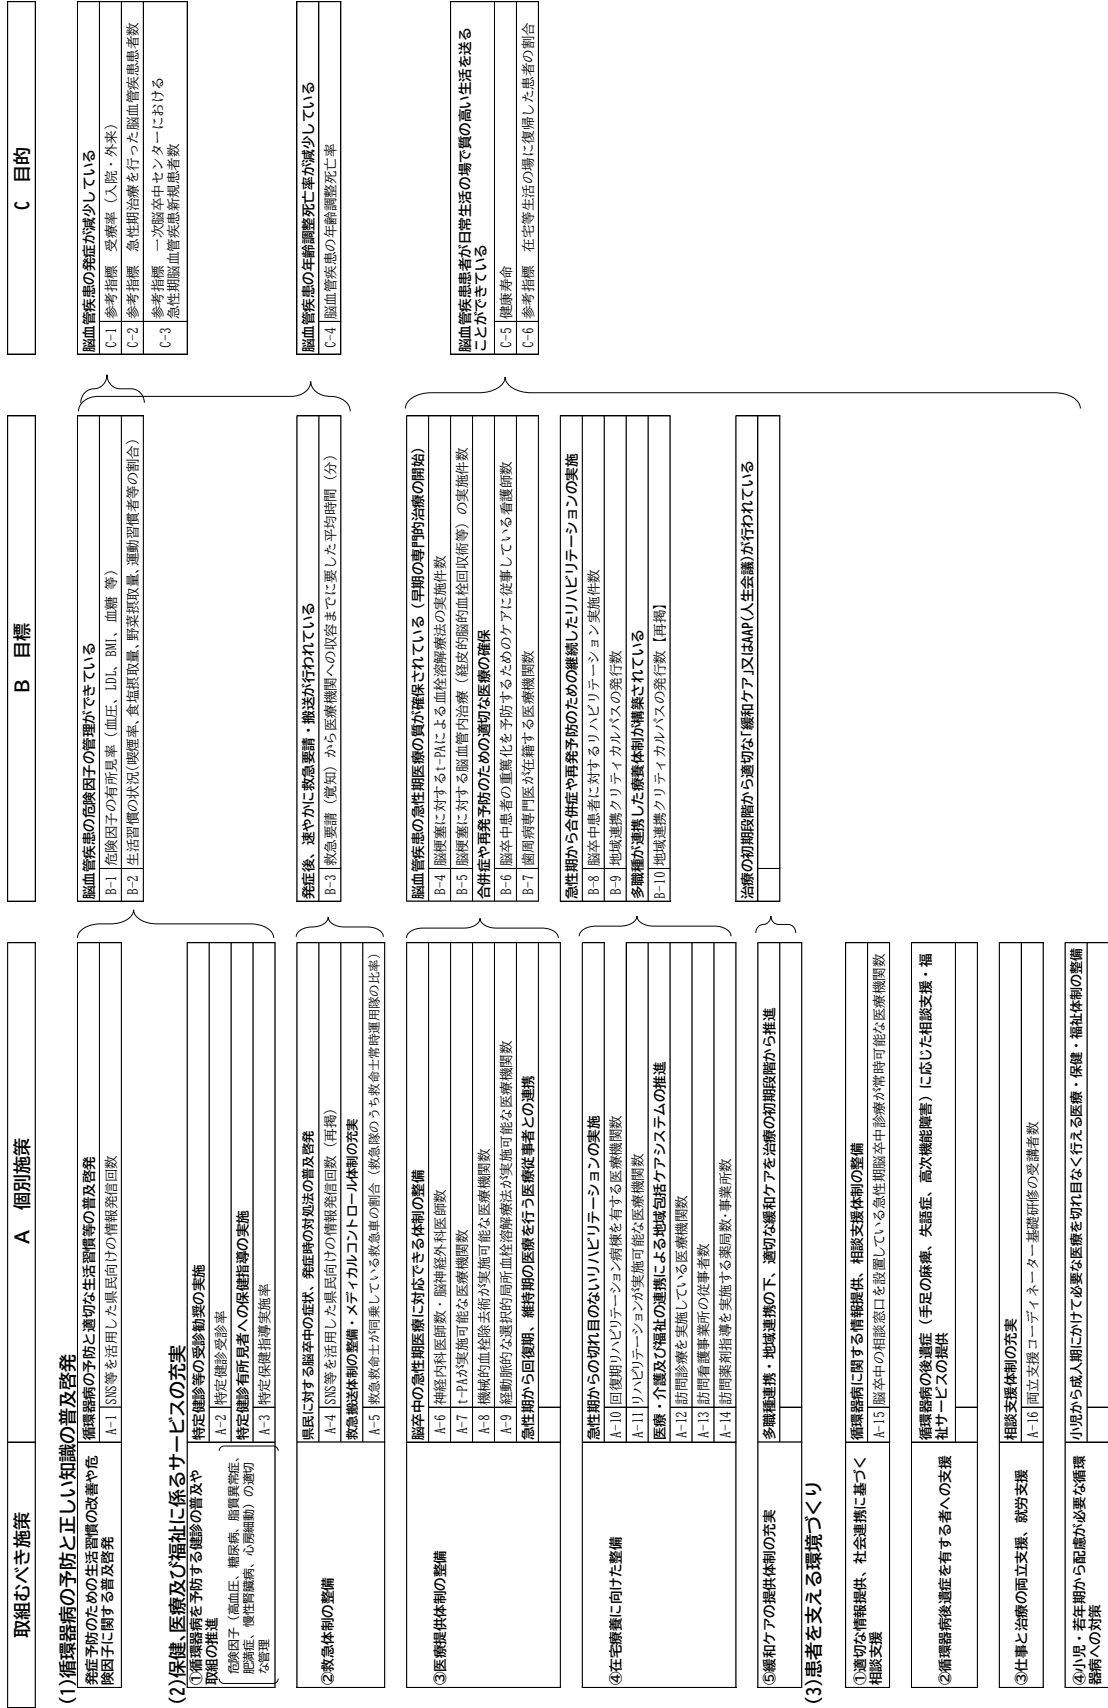 取組むべき施策
A 個別施策
B 目標
C 目的
(1)循環器病の予防と正しい知識の普及啓発
発症予防のための生活習慣の改善や危
険因子に関する普及啓発
循環器病の予防と適切な生活習慣等の普及啓発
A-1 SNS等を活用した県民向けの情報発信回数
(2)保健、医療及び福祉に係るサービスの充実
①循環器病を予防する健診の普及や
取組の推進
危険因子（高血圧、糖尿病、脂質異常症、
肥満症、慢性腎臓病、心房細動）の適切
な管理
特定健診等の受診勧奨の実施
A-2 特定健診受診率
特定健診有所見者への保健指導の実施
A-3 特定保健指導実施率
②救急体制の整備
県民に対する脳卒中の症状、発症時の対処法の普及啓発
A-4 SNS等を活用した県民向けの情報発信回数（再掲）
救急搬送体制の整備・メディカルコントロール体制の充実
A-5 救急救命士が同乗している救急車の割合（救急隊のうち救命士常時運用隊の比率）
③医療提供体制の整備
脳卒中の急性期医療に対応できる体制の整備
A-6 神経内科医師数・脳神経外科医師数
A-7 t-PAが実施可能な医療機関数
A-8 機械的血栓除去術が実施可能な医療機関数
A-9 経動脈的な選択的局所血栓溶解療法が実施可能な医療機関数
急性期から回復期、維持期の医療を行う医療従事者との連携
④在宅療養に向けた整備
急性期からの切れ目のないリハビリテーションの実施
A-10 回復期リハビリテーション病棟を有する医療機関数
A-11 リハビリテーションが実施可能な医療機関数
医療・介護及び福祉の連携による地域包括ケアシステムの推進
A-12 訪問診療を実施している医療機関数
A-13 訪問看護事業所の従事者数
A-14 訪問薬剤指導を実施する薬局数・事業所数
⑤緩和ケアの提供体制の充実
多職種連携・地域連携の下、適切な緩和ケアを治療の初期段階から推進
(3)患者を支える環境づくり
①適切な情報提供、社会連携に基づく
相談支援
循環器病に関する情報提供、相談支援体制の整備
A-15 脳卒中の相談窓口を設置している急性期脳卒中診療が常時可能な医療機関数
②循環器病後遺症を有する者への支援
循環器病の後遺症（手足の麻痺、失語症、高次機能障害）に応じた相談支援・福
祉サービスの提供
③仕事と治療の両立支援、就労支援
相談支援体制の充実
A-16 両立支援コーディネーター基礎研修の受講者数
④小児・若年期から配慮が必要な循環
器病への対策
小児から成人期にかけて必要な医療を切れ目なく行える医療・保健・福祉体制の整備
脳血管疾患の危険因子の管理ができている
B-1 危険因子の有所見率（血圧、LDL、BMI、血糖 等）
B-2 生活習慣の状況(喫煙率、食塩摂取量、野菜摂取量、運動習慣者等の割合)
発症後、速やかに救急要請・搬送が行われている
B-3 救急要請（覚知）から医療機関への収容までに要した平均時間（分）
脳血管疾患の急性期医療の質が確保されている（早期の専門的治療の開始）
B-4 脳梗塞に対するt-PAによる血栓溶解療法の実施件数
B-5 脳梗塞に対する脳血管内治療（経皮的脳的血栓回収術等）の実施件数
合併症や再発予防のための適切な医療の確保
B-6 脳卒中患者の重篤化を予防するためのケアに従事している看護師数
B-7 歯周病専門医が在籍する医療機関数
急性期から合併症や再発予防のための継続したリハビリテーションの実施
B-8 脳卒中患者に対するリハビリテーション実施件数
B-9 地域連携クリティカルパスの発行数
多職種が連携した療養体制が構築されている
B-10 地域連携クリティカルパスの発行数【再掲】
治療の初期段階から適切な「緩和ケア」又はAAP(人生会議)が行われている
脳血管疾患の発症が減少している
C-1 参考指標 受療率（入院・外来）
C-2 参考指標 急性期治療を行った脳血管疾患患者数
C-3 参考指標 一次脳卒中センターにおける
急性期脳血管疾患新規患者数
脳血管疾患の年齢調整死亡率が減少している
C-4 脳血管疾患の年齢調整死亡率
脳血管疾患患者が日常生活の場で質の高い生活を送る
ことができている
C-5 健康寿命
C-6 参考指標 在宅等生活の場に復帰した患者の割合